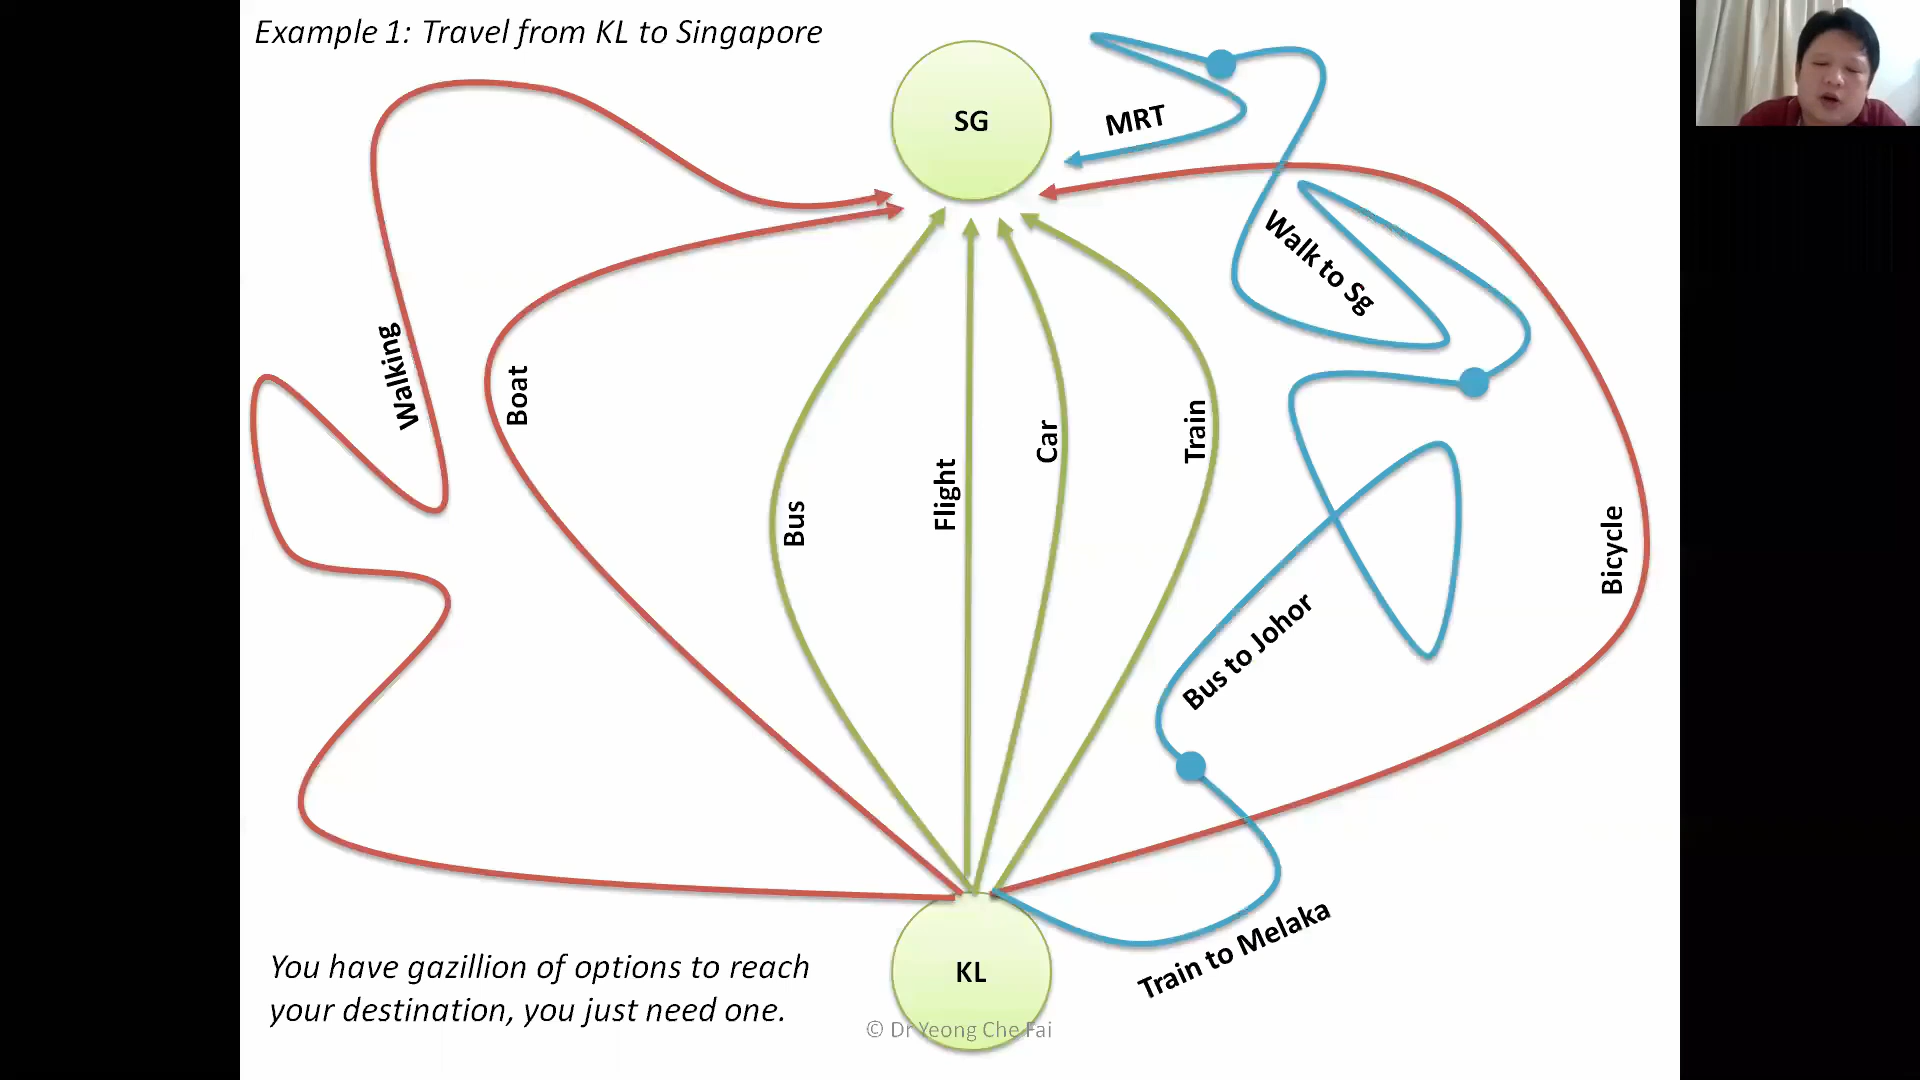 Example 1: Travel from KL to Singapore
SG
MRT
Walk to Sg
Walking
Boat
Bus
Flight
Car
Train
Bicycle
Bus to Johor
Train to Melaka
KL
You have gazillion of options to reach
your destination, you just need one.
© Dr Yeong Che Fai